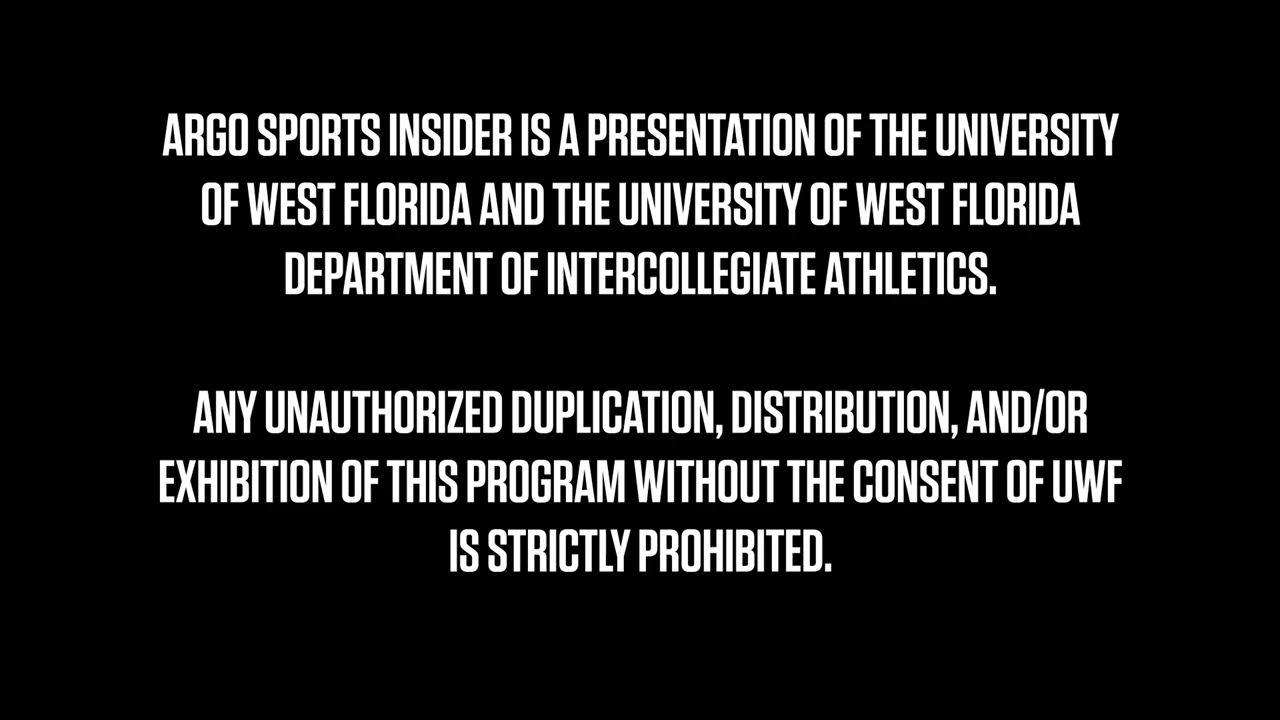 ARGO SPORTS INSIDER IS A PRESENTATION OF THE UNIVERSITY
OF WEST FLORIDA AND THE UNIVERSITY OF WEST FLORIDA
DEPARTMENT OF INTERCOLLEGIATE ATHLETICS.
ANY UNAUTHORIZED DUPLICATION, DISTRIBUTION, AND/OR
EXHIBITION OF THIS PROGRAM WITHOUT THE CONSENT OF UWF
IS STRICTLY PROHIBITED.